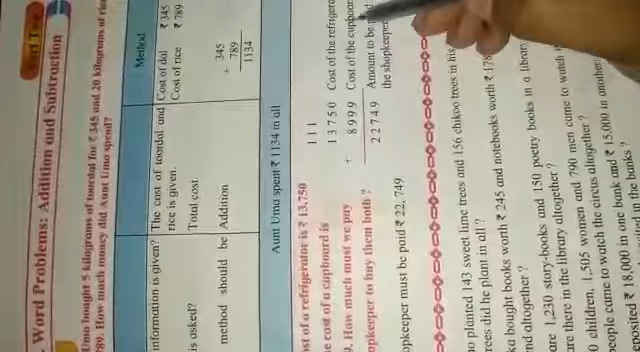 Part Two
Word Problems: Addition and Subtraction
Uma bought 5 kilograms of toordal for ₹ 345 and 20 kilograms of rice
789. How much money did Aunt Uma spend?
Method
information is given? The cost of toordal and rice is given.
Cost of dal ₹ 345
Cost of rice ₹ 789
is asked? Total cost.
method should be Addition
345
+ 789
1134
Aunt Uma spent ₹ 1134 in all
ost of a refrigerator is ₹ 13,750
e cost of a cupboard is
9. How much must we pay
opkeeper to buy them both ?
1 1 1
1 3 7 5 0 Cost of the refrigera
+ 8 9 9 9 Cost of the cupboar
2 2 7 4 9 Amount to be
the shopkeeper
opkeeper must be paid ₹ 22, 749
o planted 143 sweet lime trees and 156 chikoo trees in his
rees did he plant in all ?
ka bought books worth ₹ 245 and notebooks worth ₹ 178
nd altogether ?
are 1,230 story-books and 150 poetry books in a library
are there in the library altogether ?
0 children, 1,505 women and 790 men came to watch
people came to watch the circus altogether ?
eposited ₹ 18,000 in one bank and ₹ 15,000 in another
in the banks ?